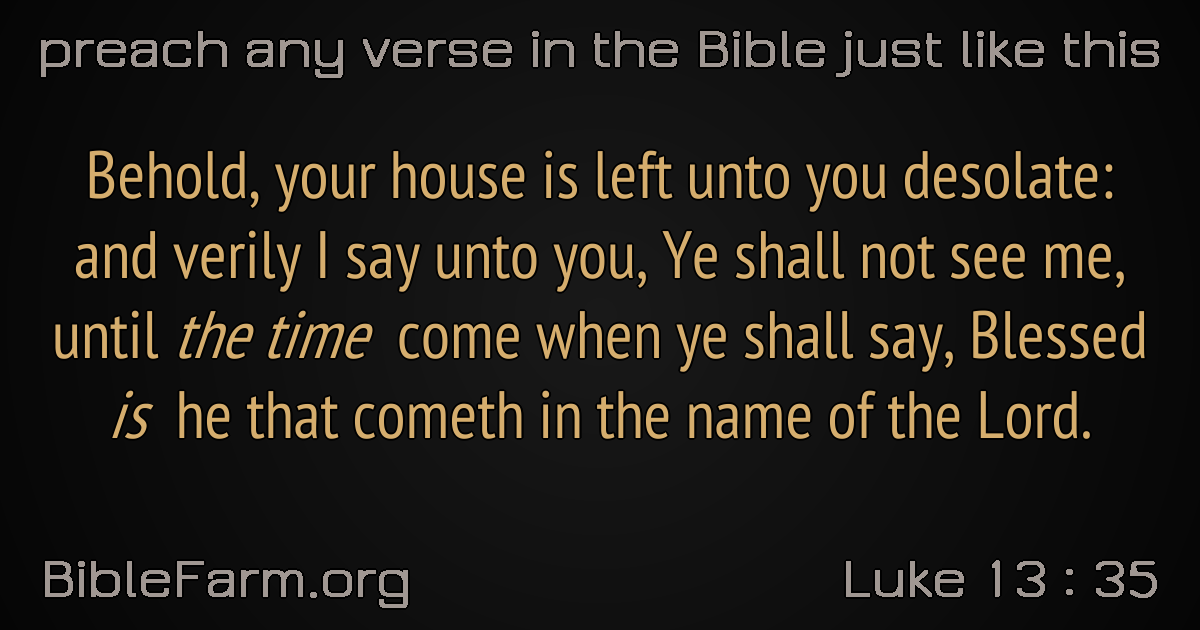 preach any verse in the Bible just like this
Behold, your house is left unto you desolate:
and verily I say unto you, Ye shall not see me,
until the time come when ye shall say, Blessed
is he that cometh in the name of the Lord.
BibleFarm.org
Luke 13 : 35